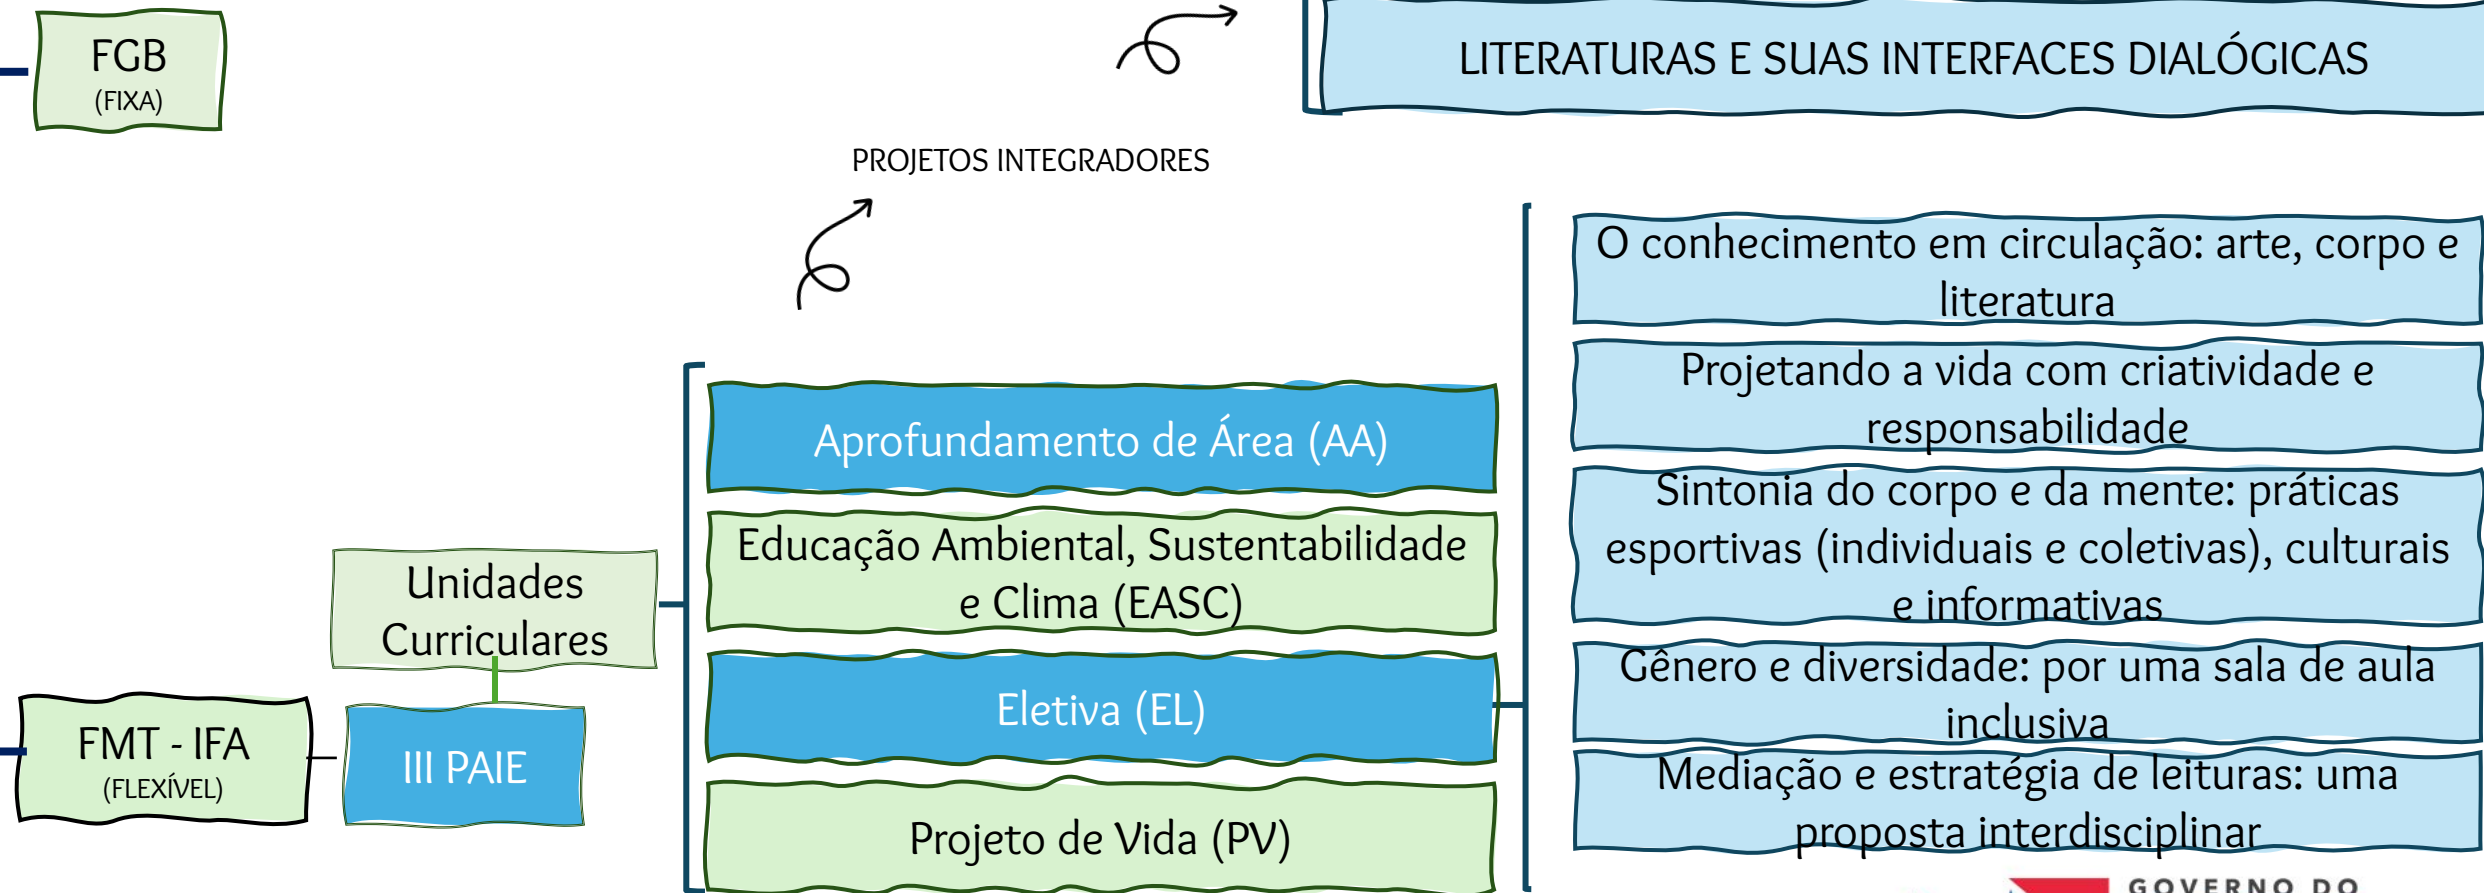 FGB
(FIXA)
LITERATURAS E SUAS INTERFACES DIALÓGICAS
PROJETOS INTEGRADORES
O conhecimento em circulação: arte, corpo e
literatura
Projetando a vida com criatividade e
responsabilidade
Sintonia do corpo e da mente: práticas
esportivas (individuais e coletivas), culturais
e informativas
Gênero e diversidade: por uma sala de aula
inclusiva
Mediação e estratégia de leituras: uma
proposta interdisciplinar
Aprofundamento de Área (AA)
Educação Ambiental, Sustentabilidade
e Clima (EASC)
Eletiva (EL)
Projeto de Vida (PV)
Unidades
Curriculares
FMT - IFA
(FLEXÍVEL)
III PAIE
GOVERNO DO